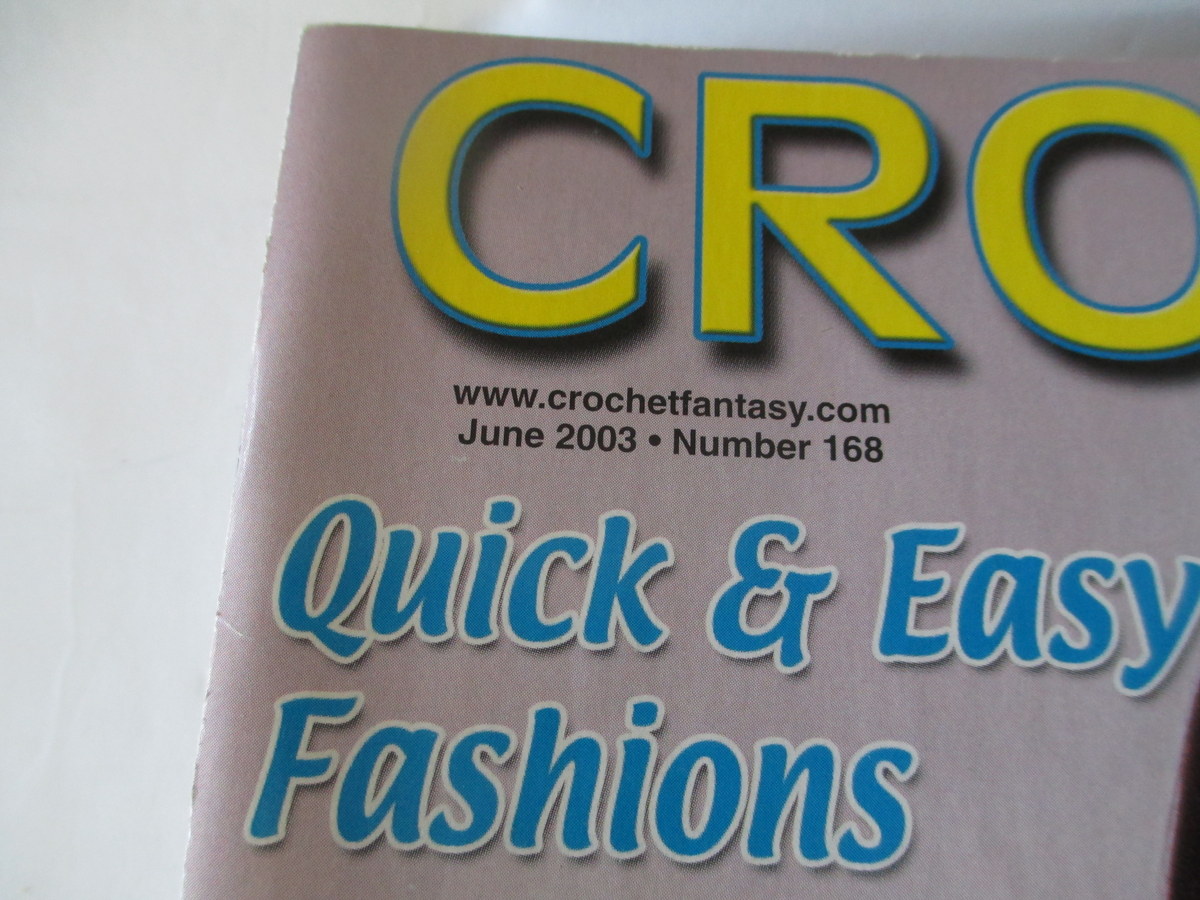 CRO
www.crochetfantasy.com
June 2003 • Number 168
Quick & Easy
Fashions